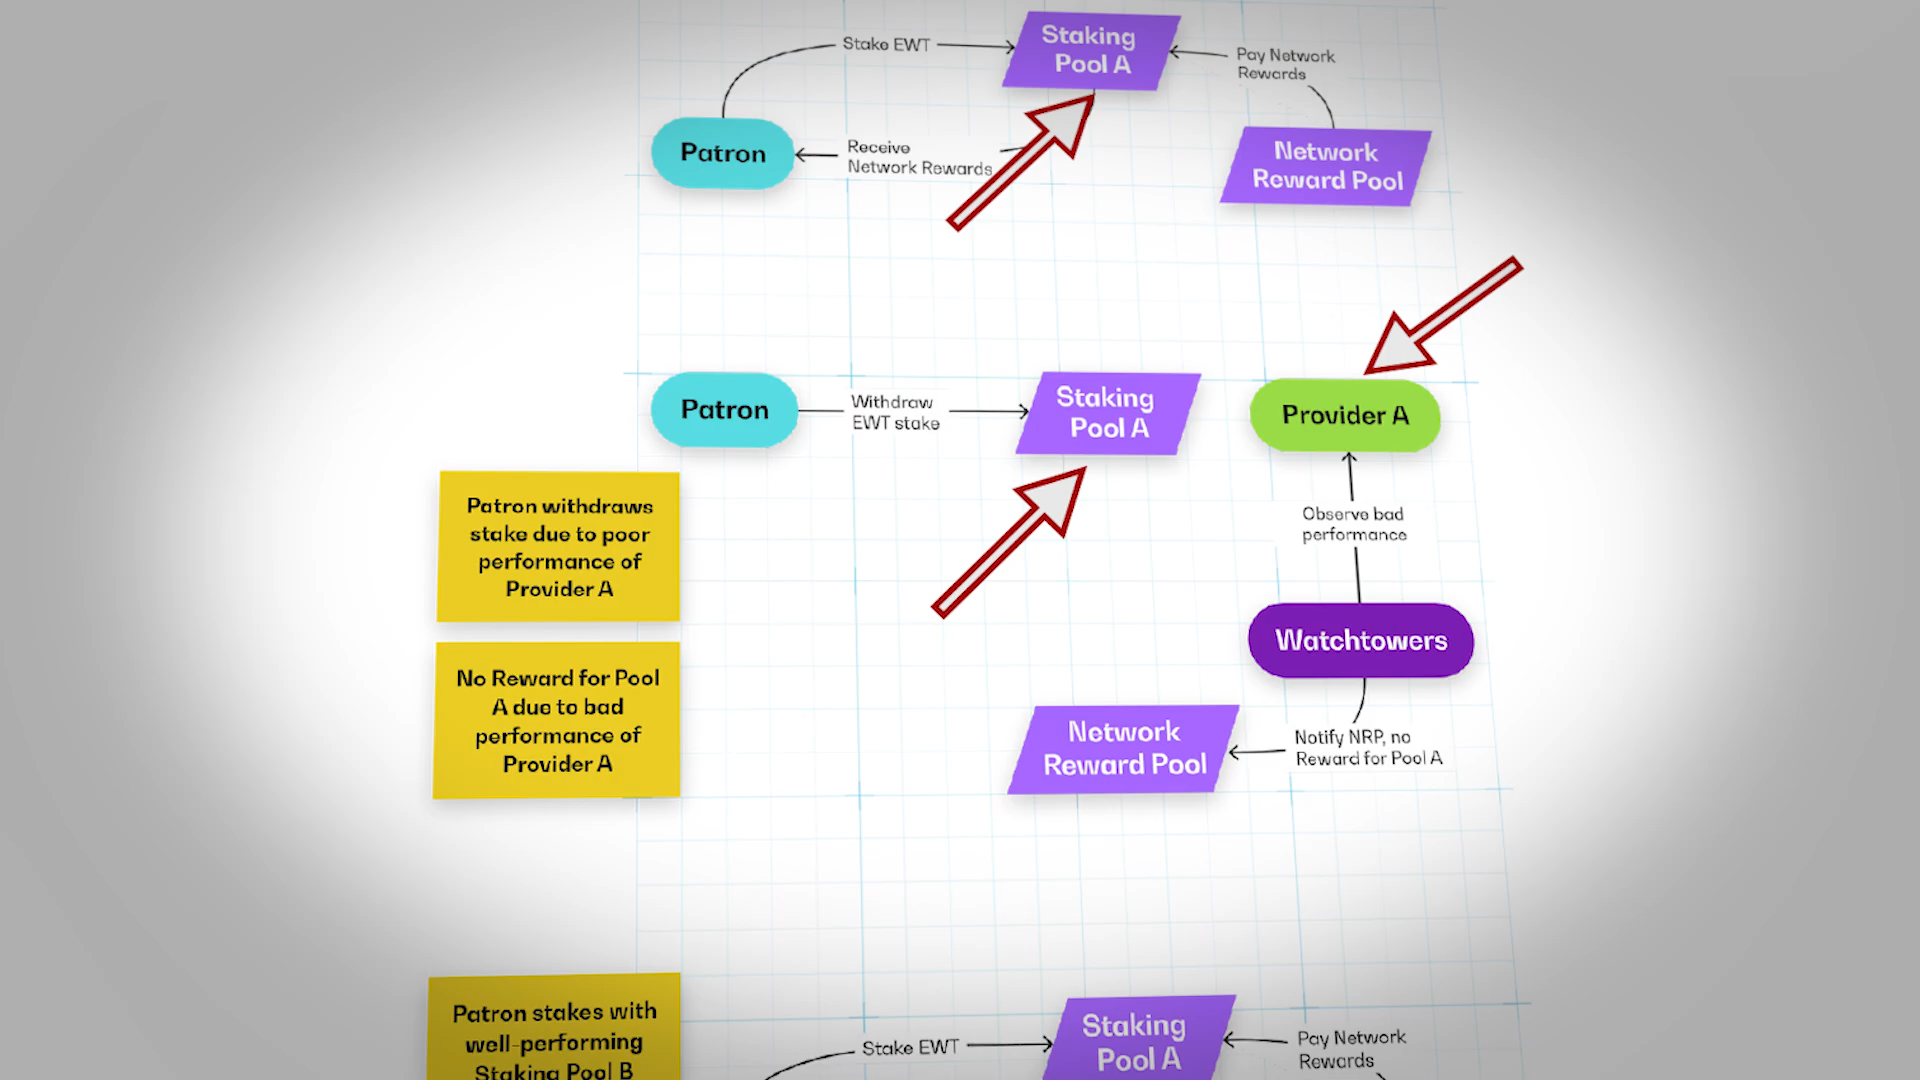 Stake EWT
Staking
Pool A
Pay Network
Rewards
Patron
Receive
Network Rewards
Network
Reward Pool
Patron
Withdraw
EWT stake
Staking
Pool A
Provider A
Patron withdraws
stake due to poor
performance of
Provider A
Observe bad
performance
Watchtowers
No Reward for Pool
A due to bad
performance of
Provider A
Network
Reward Pool
Notify NRP, no
Reward for Pool A
Patron stakes with
well-performing
Staking Pool B
Stake EWT
Staking
Pool A
Pay Network
Rewards